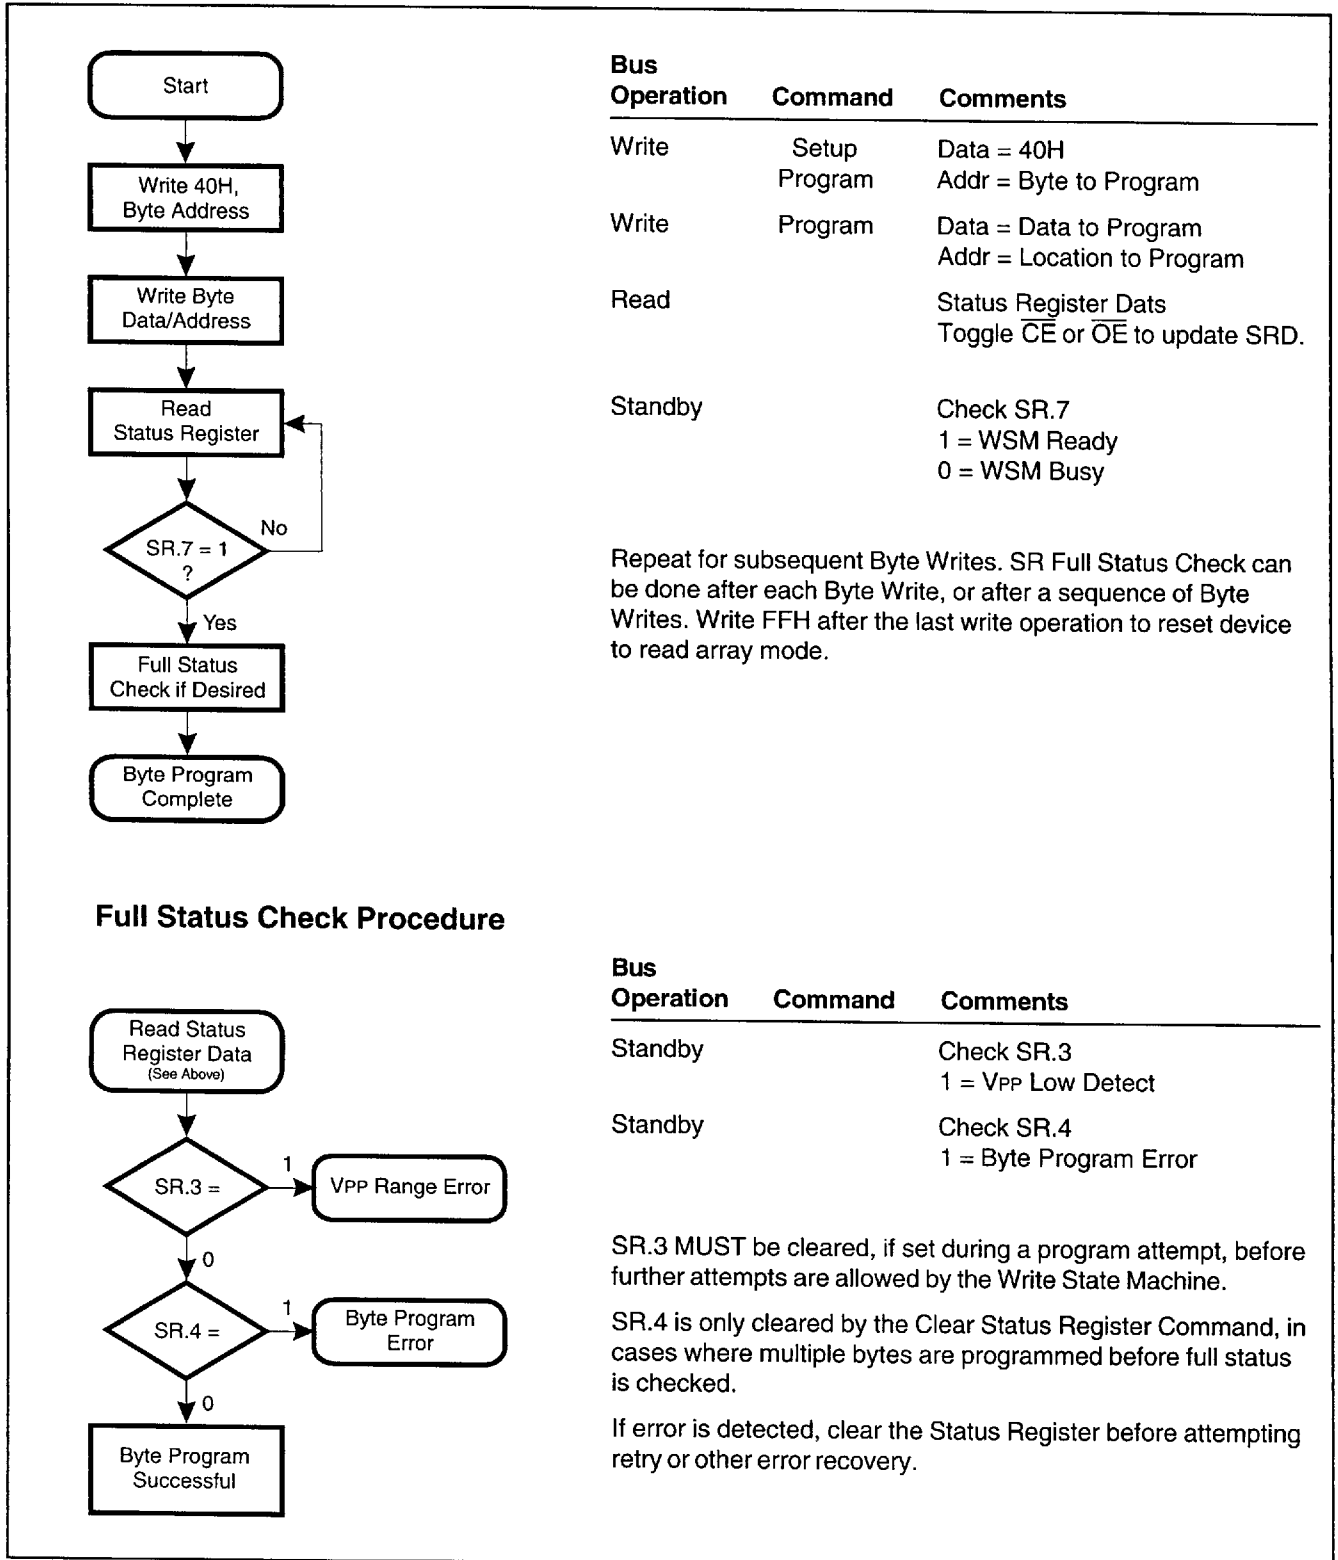 Start
Write 40H,
Byte Address
Write Byte
Data/Address
Read
Status Register
No
SR.7 = 1
?
Yes
Full Status
Check if Desired
Byte Program
Complete
Bus
Operation Command Comments
Write Setup Data = 40H
Program Addr = Byte to Program
Write Program Data = Data to Program
Addr = Location to Program
Read Status Register Dats
Toggle C̅E̅ or O̅E̅ to update SRD.
Standby Check SR.7
1 = WSM Ready
0 = WSM Busy
Repeat for subsequent Byte Writes. SR Full Status Check can
be done after each Byte Write, or after a sequence of Byte
Writes. Write FFH after the last write operation to reset device
to read array mode.
Full Status Check Procedure
Read Status
Register Data
(See Above)
SR.3 =
1
VPP Range Error
0
SR.4 =
1
Byte Program
Error
0
Byte Program
Successful
Bus
Operation Command Comments
Standby Check SR.3
1 = VPP Low Detect
Standby Check SR.4
1 = Byte Program Error
SR.3 MUST be cleared, if set during a program attempt, before
further attempts are allowed by the Write State Machine.
SR.4 is only cleared by the Clear Status Register Command, in
cases where multiple bytes are programmed before full status
is checked.
If error is detected, clear the Status Register before attempting
retry or other error recovery.